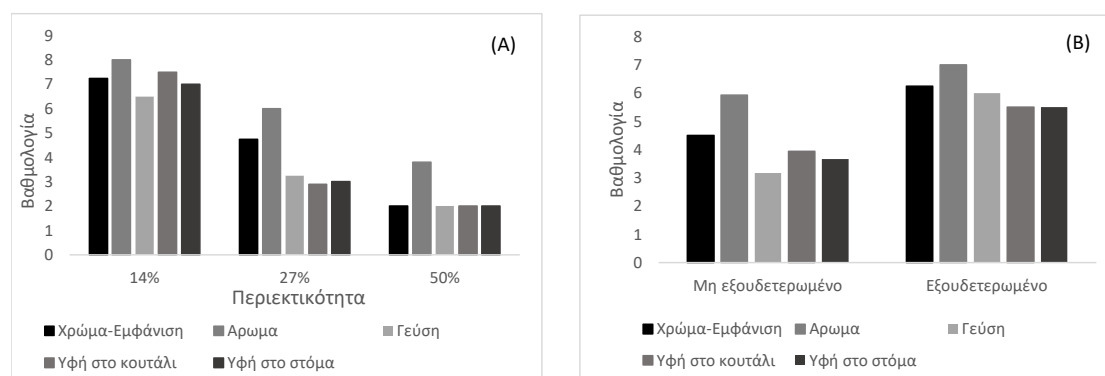 (A)
9
8
7
6
5
4
3
2
1
0
Βαθμολογία
14% 27% 50%
Περιεκτικότητα
Χρώμα-Εμφάνιση Αρωμα Γεύση
Υφή στο κουτάλι Υφή στο στόμα
(B)
8
7
6
5
4
3
2
1
0
Βαθμολογία
Μη εξουδετερωμένο Εξουδετερωμένο
Χρώμα-Εμφάνιση Αρωμα Γεύση
Υφή στο κουτάλι Υφή στο στόμα